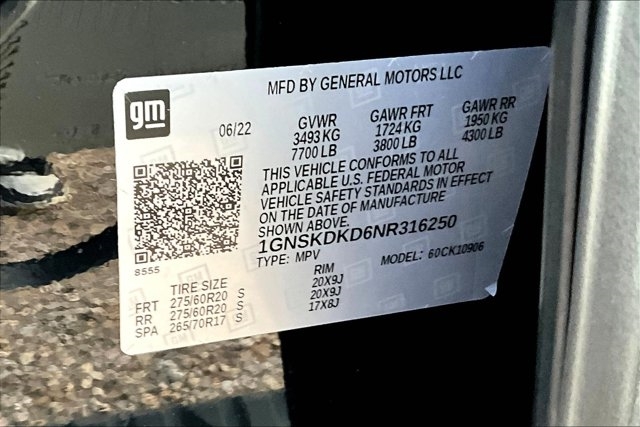 MFD BY GENERAL MOTORS LLC
gm
06/22 GVWR GAWR FRT GAWR RR
3493 KG 1724 KG 1950 KG
7700 LB 3800 LB 4300 LB
THIS VEHICLE CONFORMS TO ALL
APPLICABLE U.S. FEDERAL MOTOR
VEHICLE SAFETY STANDARDS IN EFFECT
ON THE DATE OF MANUFACTURE
SHOWN ABOVE.
1GNSKDKD6NR316250
8555
TYPE: MPV MODEL: 60CK10906
TIRE SIZE RIM
FRT 275/60R20 S 20X9J
RR 275/60R20 S 20X9J
SPA 265/70R17 S 17X8J